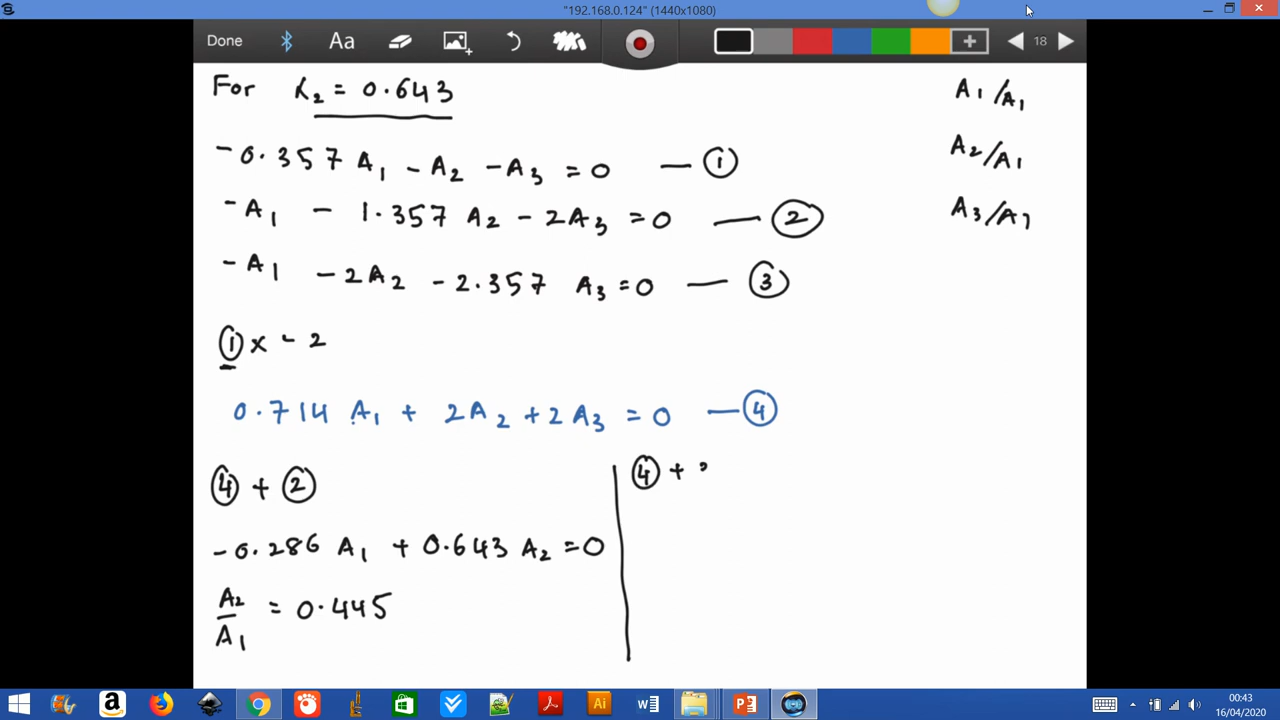 "192.168.0.124" (1440x1080)
Done Aa 18
For α₂ = 0.643
-0.357 A₁ - A₂ - A₃ = 0 — ①
-A₁ - 1.357 A₂ - 2A₃ = 0 — ②
-A₁ - 2A₂ - 2.357 A₃ = 0 — ③
① x - 2
0.714 A₁ + 2A₂ + 2A₃ = 0 — ④
④ + ②
-0.286 A₁ + 0.643 A₂ = 0
A₂/A₁ = 0.445
④ +
A₁/A₁
A₂/A₁
A₃/A₁
00:43
16/04/2020